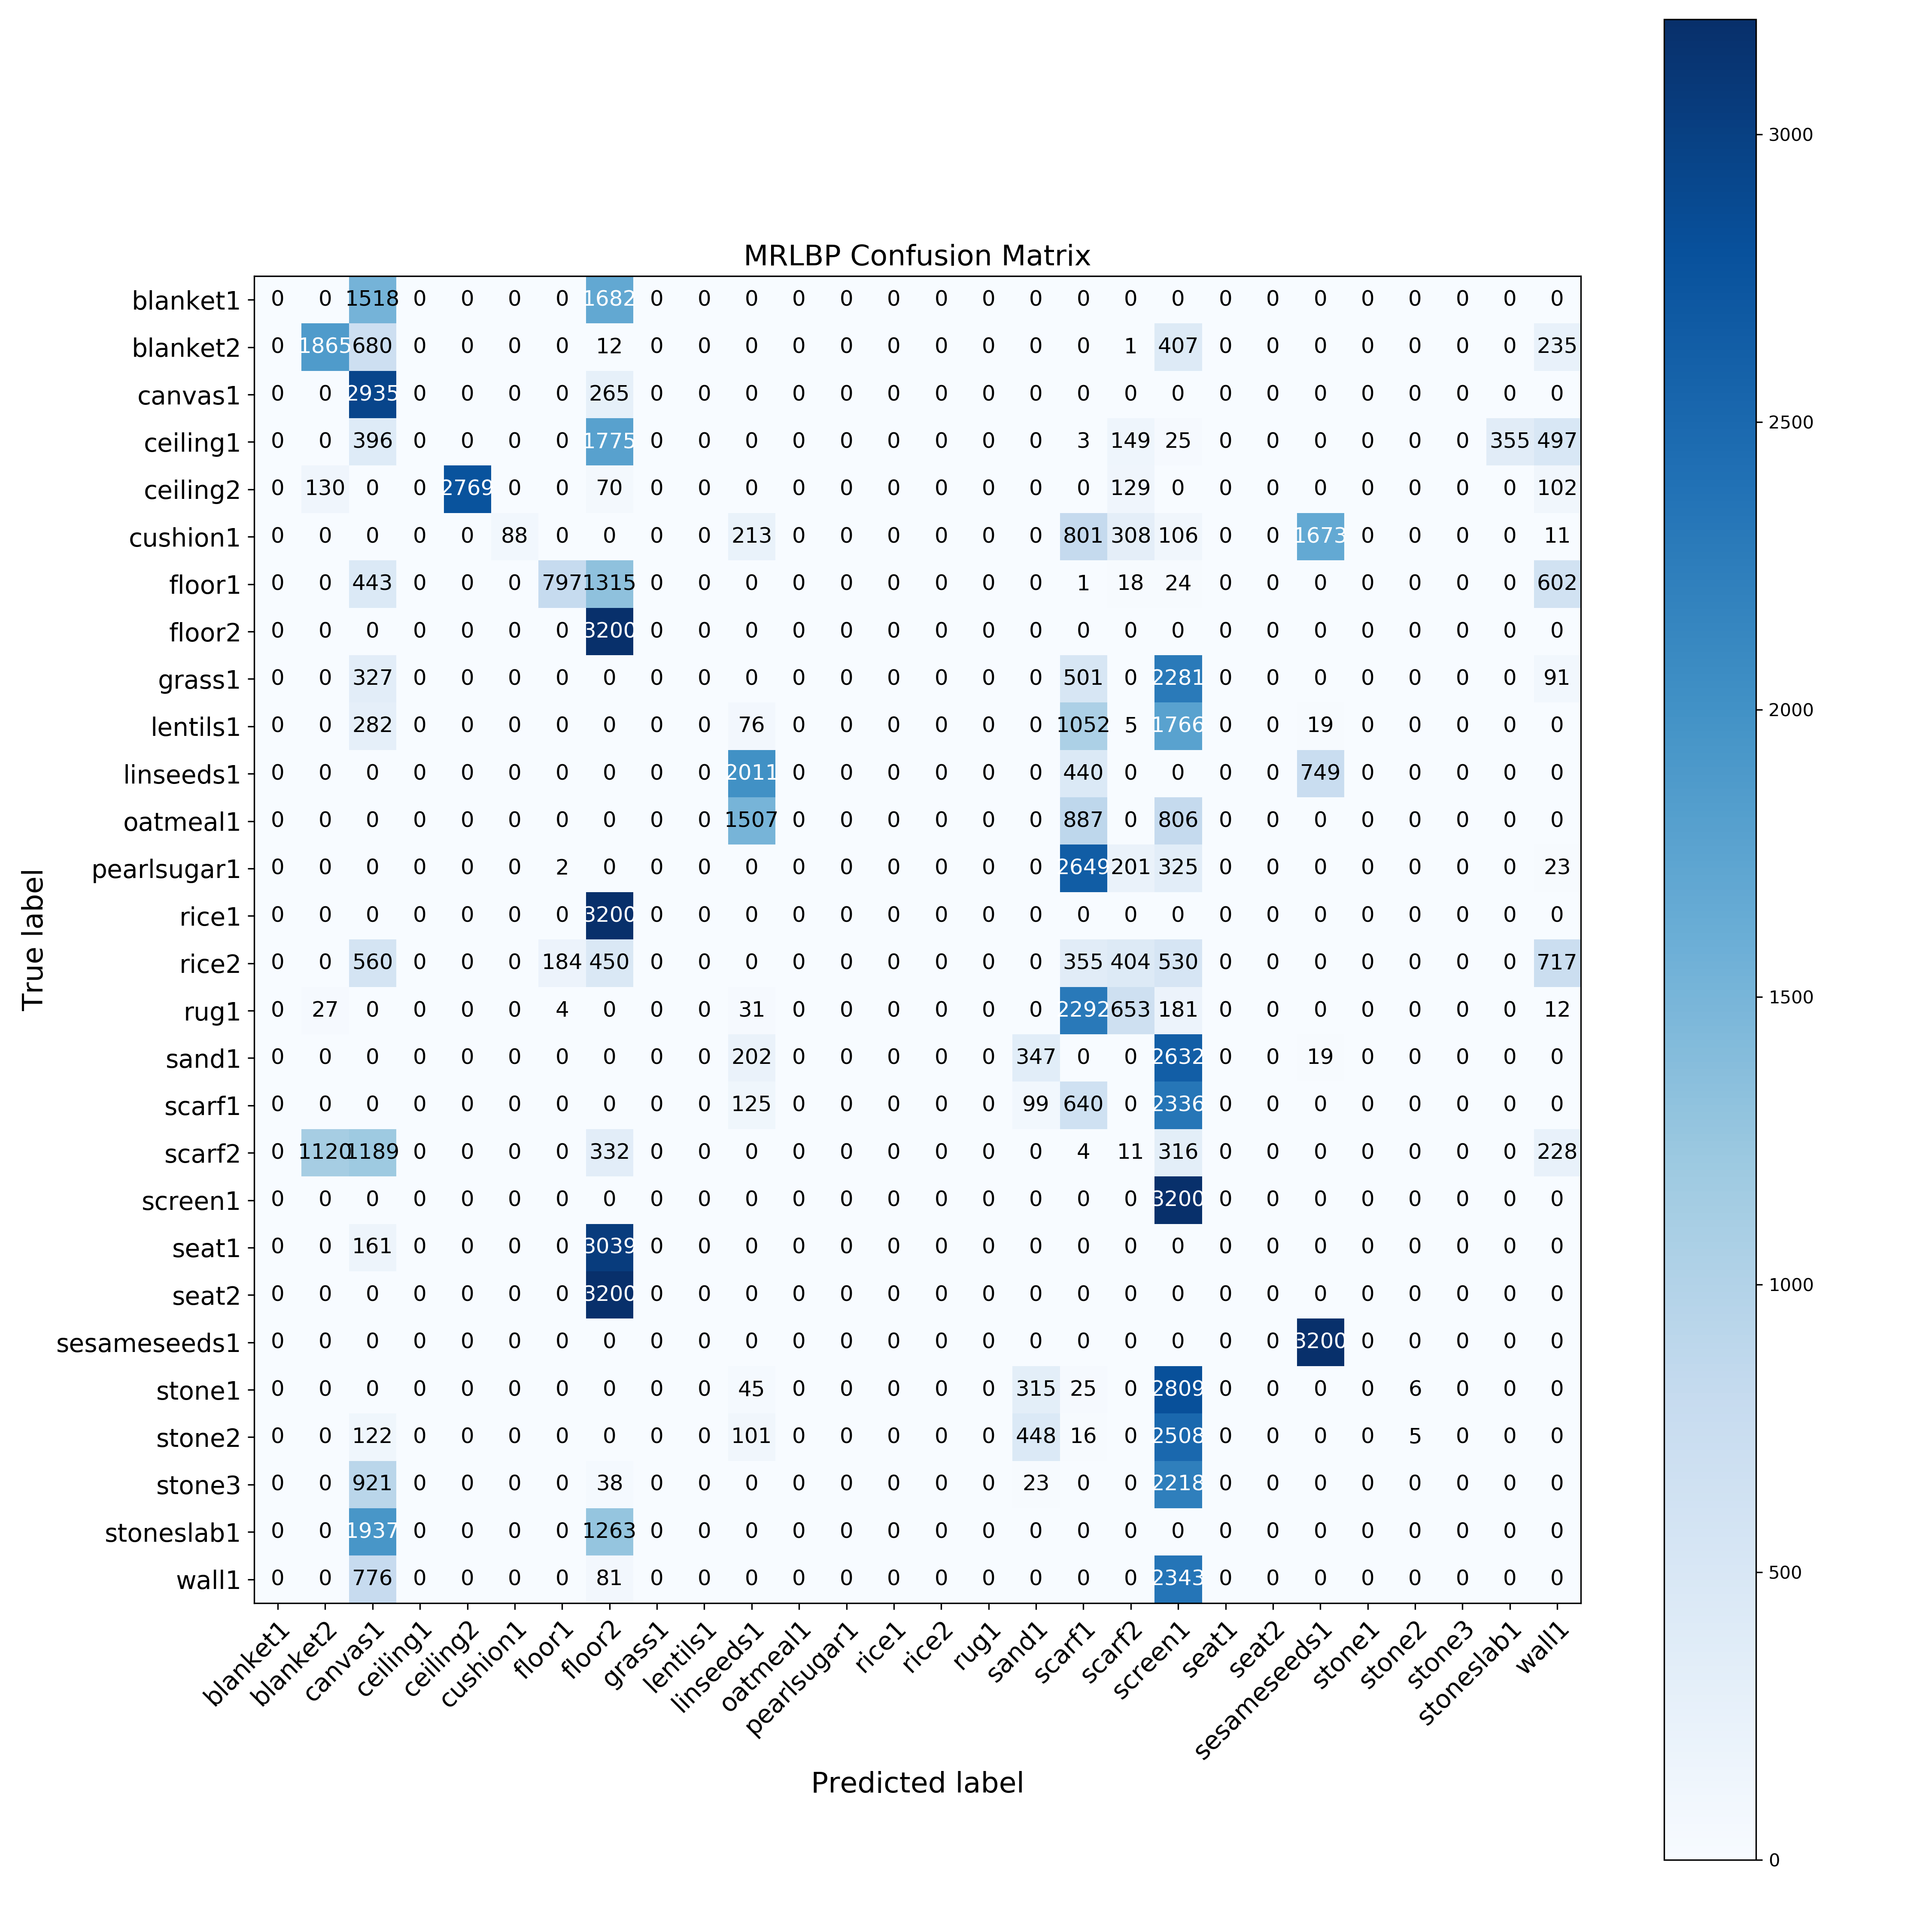 MRLBP Confusion Matrix
True label
blanket1 0 0 1518 0 0 0 0 1682 0 0 0 0 0 0 0 0 0 0 0 0 0 0 0 0 0 0 0 0
blanket2 0 1865 680 0 0 0 0 12 0 0 0 0 0 0 0 0 0 0 1 407 0 0 0 0 0 0 0 235
canvas1 0 0 2935 0 0 0 0 265 0 0 0 0 0 0 0 0 0 0 0 0 0 0 0 0 0 0 0 0
ceiling1 0 0 396 0 0 0 0 1775 0 0 0 0 0 0 0 0 0 3 149 25 0 0 0 0 0 0 355 497
ceiling2 0 130 0 0 2769 0 0 70 0 0 0 0 0 0 0 0 0 0 129 0 0 0 0 0 0 0 0 102
cushion1 0 0 0 0 0 88 0 0 0 0 213 0 0 0 0 0 0 801 308 106 0 0 1673 0 0 0 0 11
floor1 0 0 443 0 0 0 797 1315 0 0 0 0 0 0 0 0 0 1 18 24 0 0 0 0 0 0 0 602
floor2 0 0 0 0 0 0 0 3200 0 0 0 0 0 0 0 0 0 0 0 0 0 0 0 0 0 0 0 0
grass1 0 0 327 0 0 0 0 0 0 0 0 0 0 0 0 0 0 501 0 2281 0 0 0 0 0 0 0 91
lentils1 0 0 282 0 0 0 0 0 0 0 76 0 0 0 0 0 0 1052 5 1766 0 0 19 0 0 0 0 0
linseeds1 0 0 0 0 0 0 0 0 0 0 2011 0 0 0 0 0 0 440 0 0 0 0 749 0 0 0 0 0
oatmeal1 0 0 0 0 0 0 0 0 0 0 1507 0 0 0 0 0 0 887 0 806 0 0 0 0 0 0 0 0
pearlsugar1 0 0 0 0 0 0 2 0 0 0 0 0 0 0 0 0 0 2649 201 325 0 0 0 0 0 0 0 23
rice1 0 0 0 0 0 0 0 3200 0 0 0 0 0 0 0 0 0 0 0 0 0 0 0 0 0 0 0 0
rice2 0 0 560 0 0 0 184 450 0 0 0 0 0 0 0 0 0 355 404 530 0 0 0 0 0 0 0 717
rug1 0 27 0 0 0 0 4 0 0 0 31 0 0 0 0 0 0 2292 653 181 0 0 0 0 0 0 0 12
sand1 0 0 0 0 0 0 0 0 0 0 202 0 0 0 0 0 347 0 0 2632 0 0 19 0 0 0 0 0
scarf1 0 0 0 0 0 0 0 0 0 0 125 0 0 0 0 0 99 640 0 2336 0 0 0 0 0 0 0 0
scarf2 0 1120 1189 0 0 0 0 332 0 0 0 0 0 0 0 0 0 4 11 316 0 0 0 0 0 0 0 228
screen1 0 0 0 0 0 0 0 0 0 0 0 0 0 0 0 0 0 0 0 3200 0 0 0 0 0 0 0 0
seat1 0 0 161 0 0 0 0 3039 0 0 0 0 0 0 0 0 0 0 0 0 0 0 0 0 0 0 0 0
seat2 0 0 0 0 0 0 0 3200 0 0 0 0 0 0 0 0 0 0 0 0 0 0 0 0 0 0 0 0
sesameseeds1 0 0 0 0 0 0 0 0 0 0 0 0 0 0 0 0 0 0 0 0 0 0 3200 0 0 0 0 0
stone1 0 0 0 0 0 0 0 0 0 0 45 0 0 0 0 0 315 25 0 2809 0 0 0 0 6 0 0 0
stone2 0 0 122 0 0 0 0 0 0 0 101 0 0 0 0 0 448 16 0 2508 0 0 0 0 5 0 0 0
stone3 0 0 921 0 0 0 0 38 0 0 0 0 0 0 0 0 23 0 0 2218 0 0 0 0 0 0 0 0
stoneslab1 0 0 1937 0 0 0 0 1263 0 0 0 0 0 0 0 0 0 0 0 0 0 0 0 0 0 0 0 0
wall1 0 0 776 0 0 0 0 81 0 0 0 0 0 0 0 0 0 0 0 2343 0 0 0 0 0 0 0 0
blanket1 blanket2 canvas1 ceiling1 ceiling2 cushion1 floor1 floor2 grass1 lentils1 linseeds1 oatmeal1 pearlsugar1 rice1 rice2 rug1 sand1 scarf1 scarf2 screen1 seat1 seat2 sesameseeds1 stone1 stone2 stone3 stoneslab1 wall1
Predicted label
3000
2500
2000
1500
1000
500
0